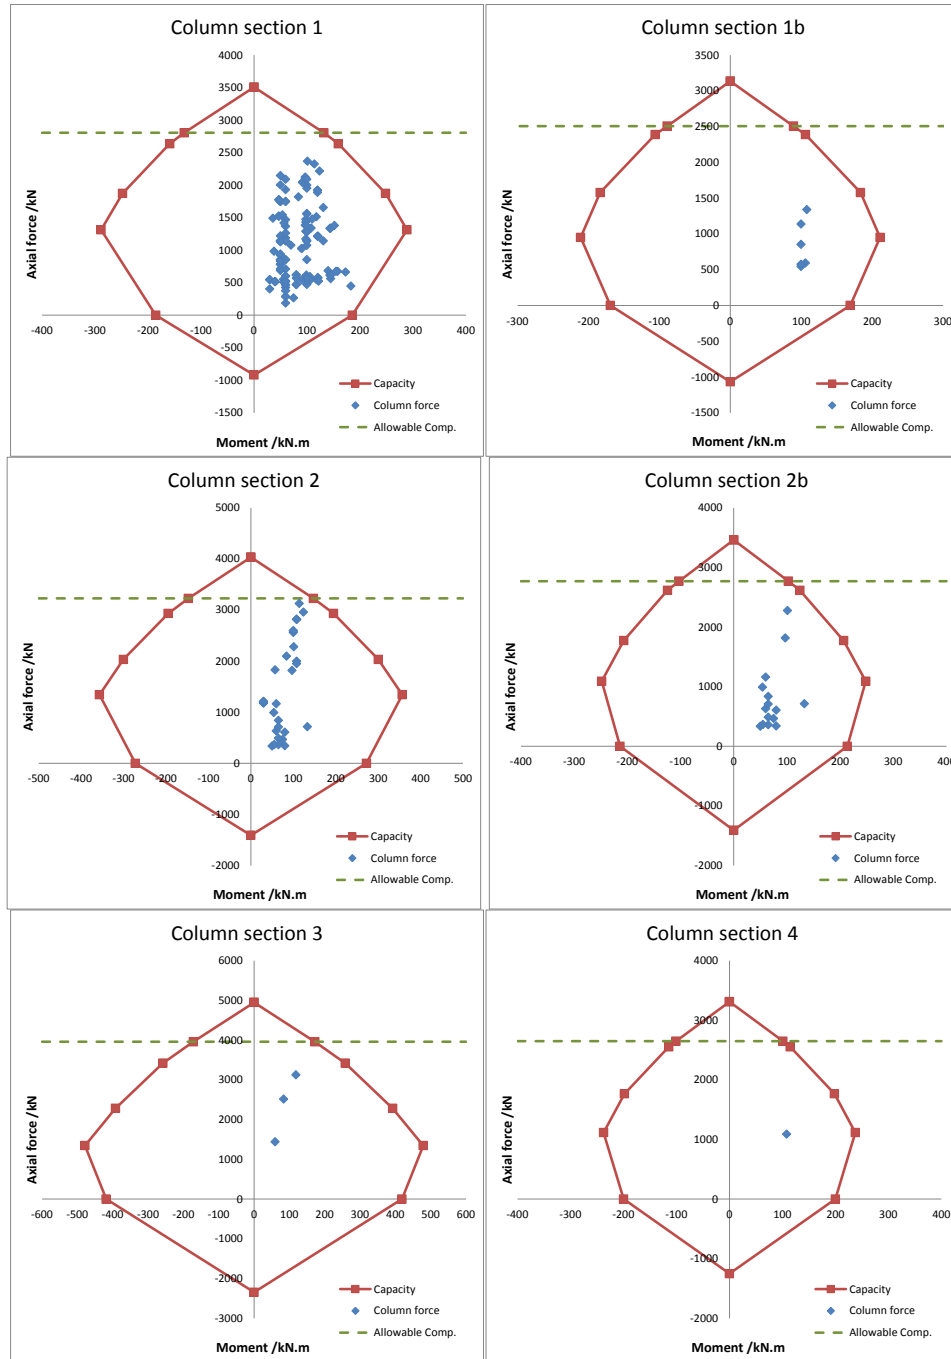 Column section 1
4000
3500
3000
2500
2000
1500
1000
500
0
-500
-1000
-1500
-400 -300 -200 -100 0 100 200 300 400
Axial force /kN
Moment /kN.m
Capacity
Column force
Allowable Comp.
Column section 1b
3500
3000
2500
2000
1500
1000
500
0
-500
-1000
-1500
-300 -200 -100 0 100 200 300
Axial force /kN
Moment /kN.m
Capacity
Column force
Allowable Comp.
Column section 2
5000
4000
3000
2000
1000
0
-1000
-2000
-500 -400 -300 -200 -100 0 100 200 300 400 500
Axial force /kN
Moment /kN.m
Capacity
Column force
Allowable Comp.
Column section 2b
4000
3000
2000
1000
0
-1000
-2000
-400 -300 -200 -100 0 100 200 300 400
Axial force /kN
Moment /kN.m
Capacity
Column force
Allowable Comp.
Column section 3
6000
5000
4000
3000
2000
1000
0
-1000
-2000
-3000
-600 -500 -400 -300 -200 -100 0 100 200 300 400 500 600
Axial force /kN
Moment /kN.m
Capacity
Column force
Allowable Comp.
Column section 4
4000
3000
2000
1000
0
-1000
-2000
-400 -300 -200 -100 0 100 200 300 400
Axial force /kN
Moment /kN.m
Capacity
Column force
Allowable Comp.